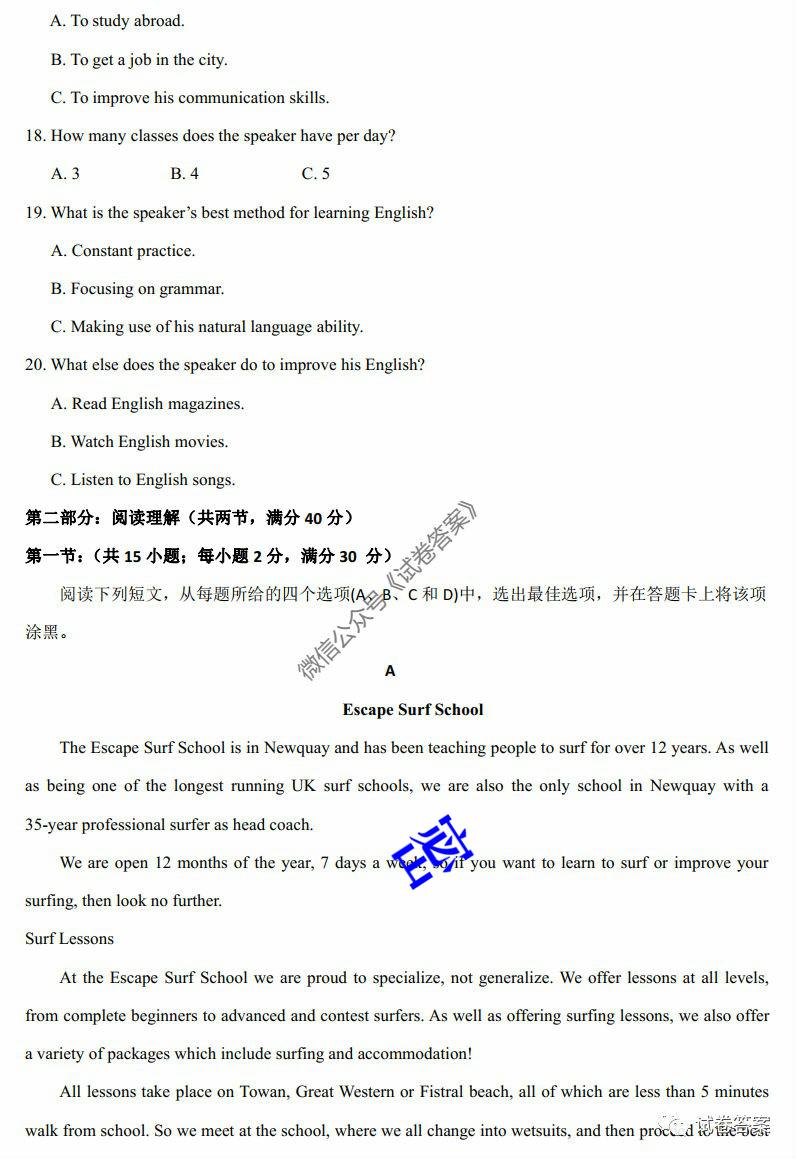 A. To study abroad.
B. To get a job in the city.
C. To improve his communication skills.
18. How many classes does the speaker have per day?
A. 3 B. 4 C. 5
19. What is the speaker's best method for learning English?
A. Constant practice.
B. Focusing on grammar.
C. Making use of his natural language ability.
20. What else does the speaker do to improve his English?
A. Read English magazines.
B. Watch English movies.
C. Listen to English songs.
第二部分：阅读理解（共两节，满分 40 分）
第一节：（共 15 小题；每小题 2 分，满分 30 分）
阅读下列短文，从每题所给的四个选项(A、B、C 和 D)中，选出最佳选项，并在答题卡上将该项
涂黑。
微信公众号《试卷答案》
A
Escape Surf School
The Escape Surf School is in Newquay and has been teaching people to surf for over 12 years. As well
as being one of the longest running UK surf schools, we are also the only school in Newquay with a
35-year professional surfer as head coach.
We are open 12 months of the year, 7 days a week, so if you want to learn to surf or improve your
surfing, then look no further.
Surf Lessons
At the Escape Surf School we are proud to specialize, not generalize. We offer lessons at all levels,
from complete beginners to advanced and contest surfers. As well as offering surfing lessons, we also offer
a variety of packages which include surfing and accommodation!
All lessons take place on Towan, Great Western or Fistral beach, all of which are less than 5 minutes
walk from school. So we meet at the school, where we all change into wetsuits, and then proceed to the best
试卷答案